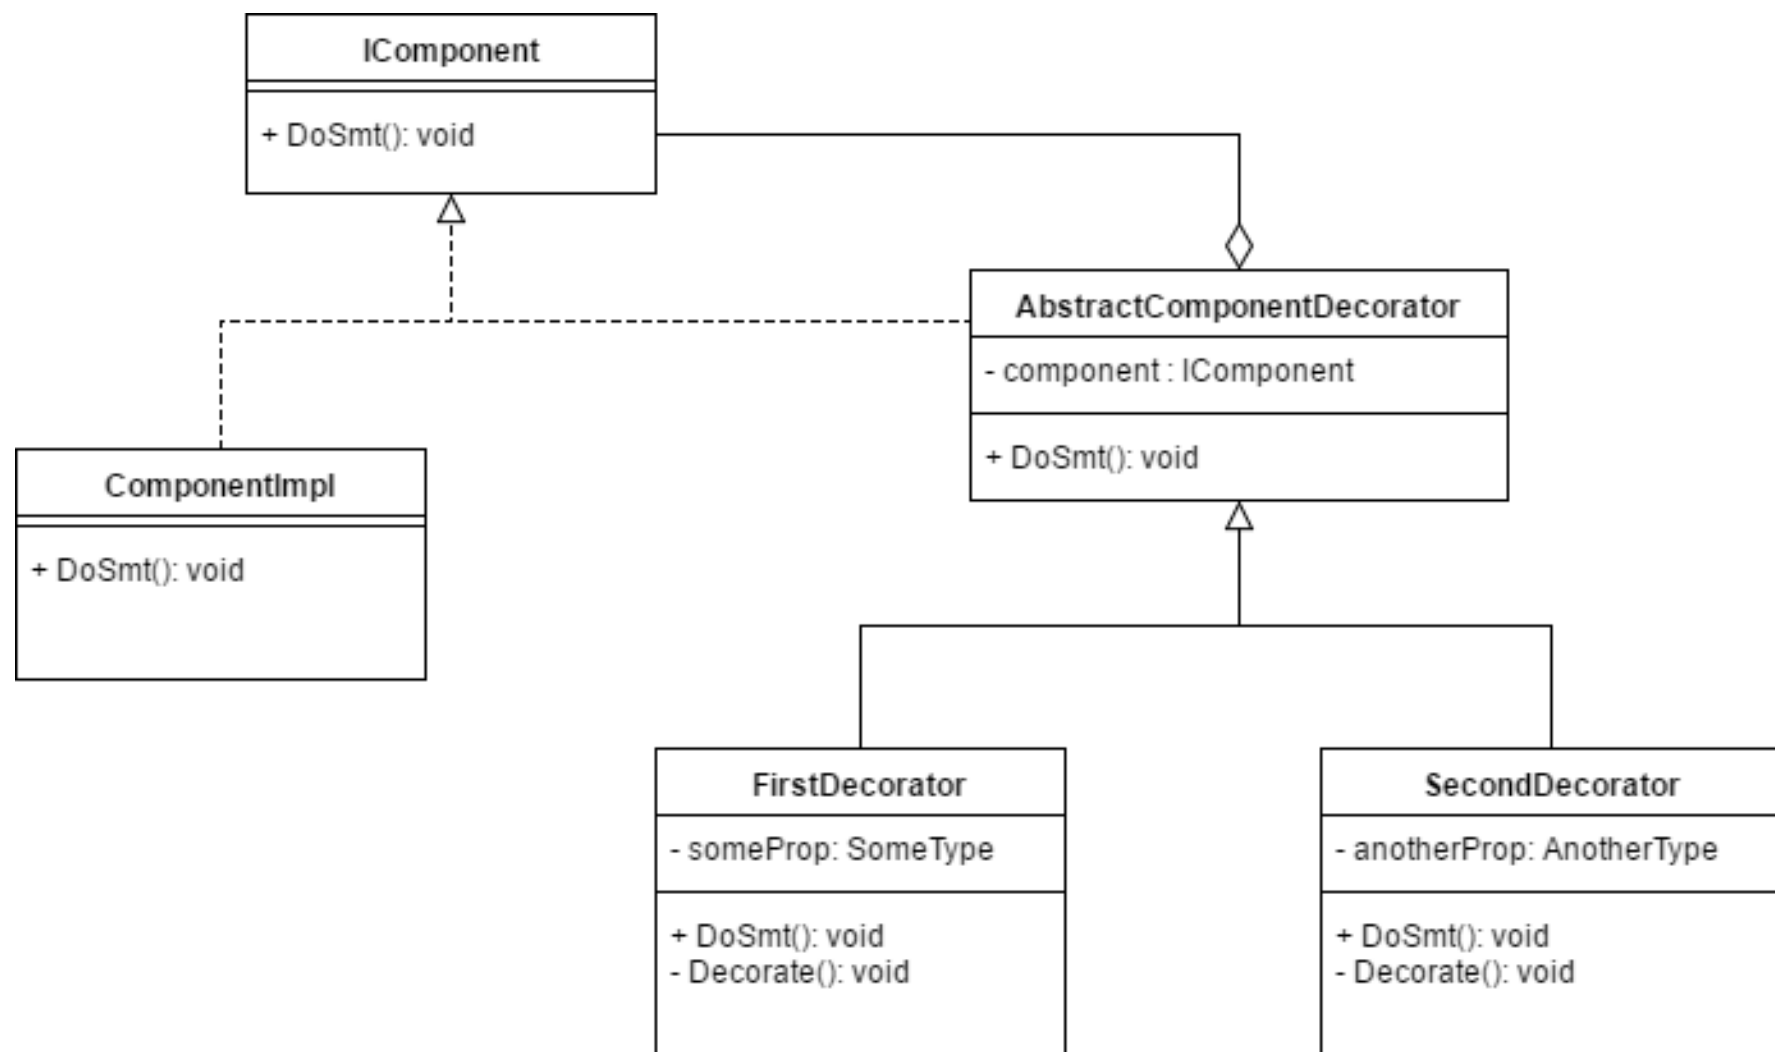 IComponent
+ DoSmt(): void
AbstractComponentDecorator
- component : IComponent
+ DoSmt(): void
ComponentImpl
+ DoSmt(): void
FirstDecorator
- someProp: SomeType
+ DoSmt(): void
- Decorate(): void
SecondDecorator
- anotherProp: AnotherType
+ DoSmt(): void
- Decorate(): void